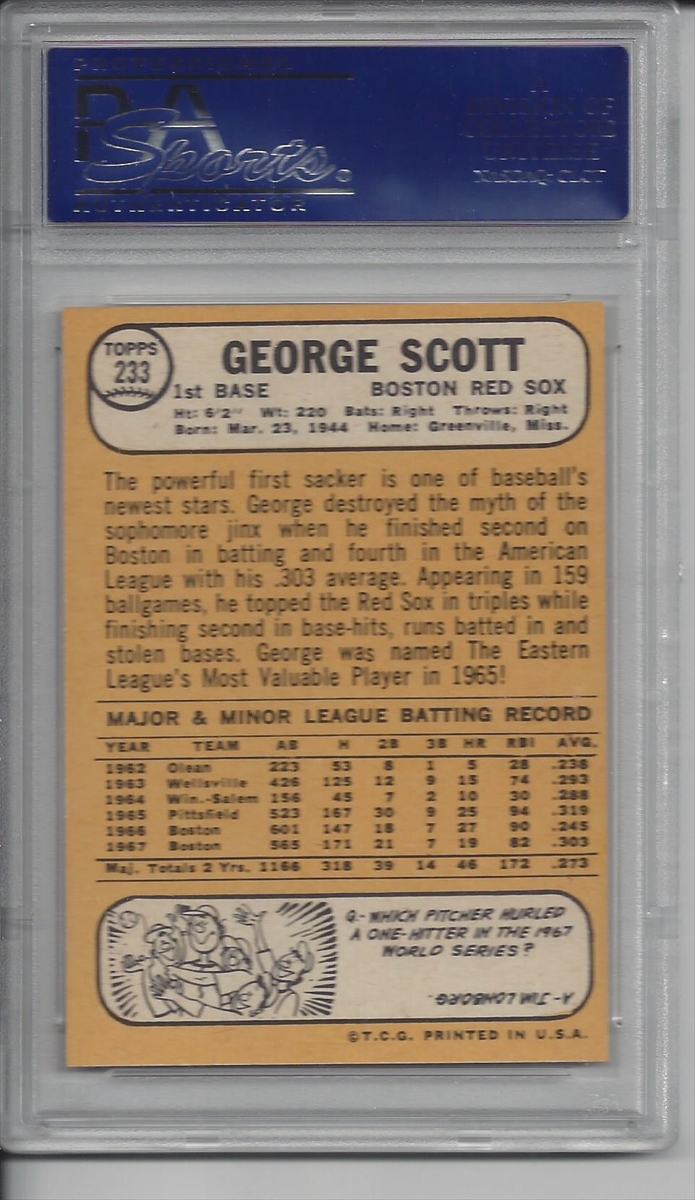 PROFESSIONAL
PSA
Sports
AUTHENTICATOR
A
DIVISION OF
COLLECTORS
UNIVERSE
NASDAQ: CLCT
TOPPS
233
GEORGE SCOTT
1st BASE BOSTON RED SOX
Ht: 6'2" Wt: 220 Bats: Right Throws: Right
Born: Mar. 23, 1944 Home: Greenville, Miss.
The powerful first sacker is one of baseball's
newest stars. George destroyed the myth of the
sophomore jinx when he finished second on
Boston in batting and fourth in the American
League with his .303 average. Appearing in 159
ballgames, he topped the Red Sox in triples while
finishing second in base-hits, runs batted in and
stolen bases. George was named The Eastern
League's Most Valuable Player in 1965!
MAJOR & MINOR LEAGUE BATTING RECORD
YEAR TEAM AB H 2B 3B HR RBI AVG.
1962 Olean 223 53 8 1 5 28 .238
1963 Wellsville 426 125 12 9 15 74 .293
1964 Win.-Salem 156 45 7 2 10 30 .288
1965 Pittsfield 523 167 30 9 25 94 .319
1966 Boston 601 147 18 7 27 90 .245
1967 Boston 565 171 21 7 19 82 .303
Maj. Totals 2 Yrs. 1166 318 39 14 46 172 .273
Q.- WHICH PITCHER HURLED
A ONE-HITTER IN THE 1967
WORLD SERIES?
A- JIM LONBORG.
©T.C.G. PRINTED IN U.S.A.